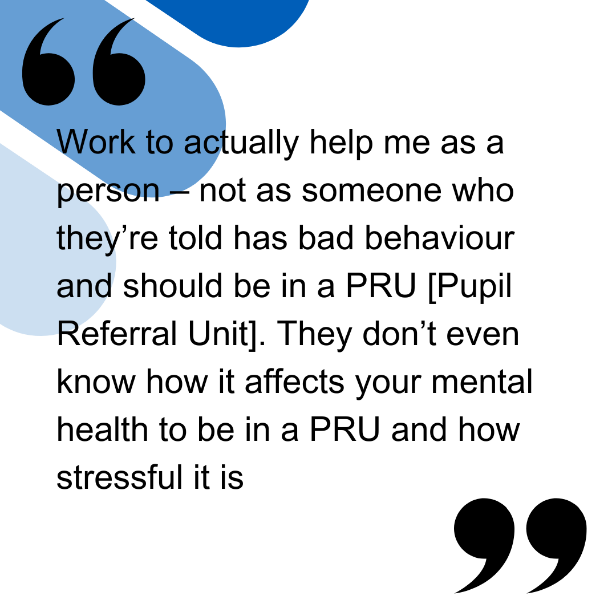 Work to actually help me as a
person – not as someone who
they’re told has bad behaviour
and should be in a PRU [Pupil
Referral Unit]. They don’t even
know how it affects your mental
health to be in a PRU and how
stressful it is